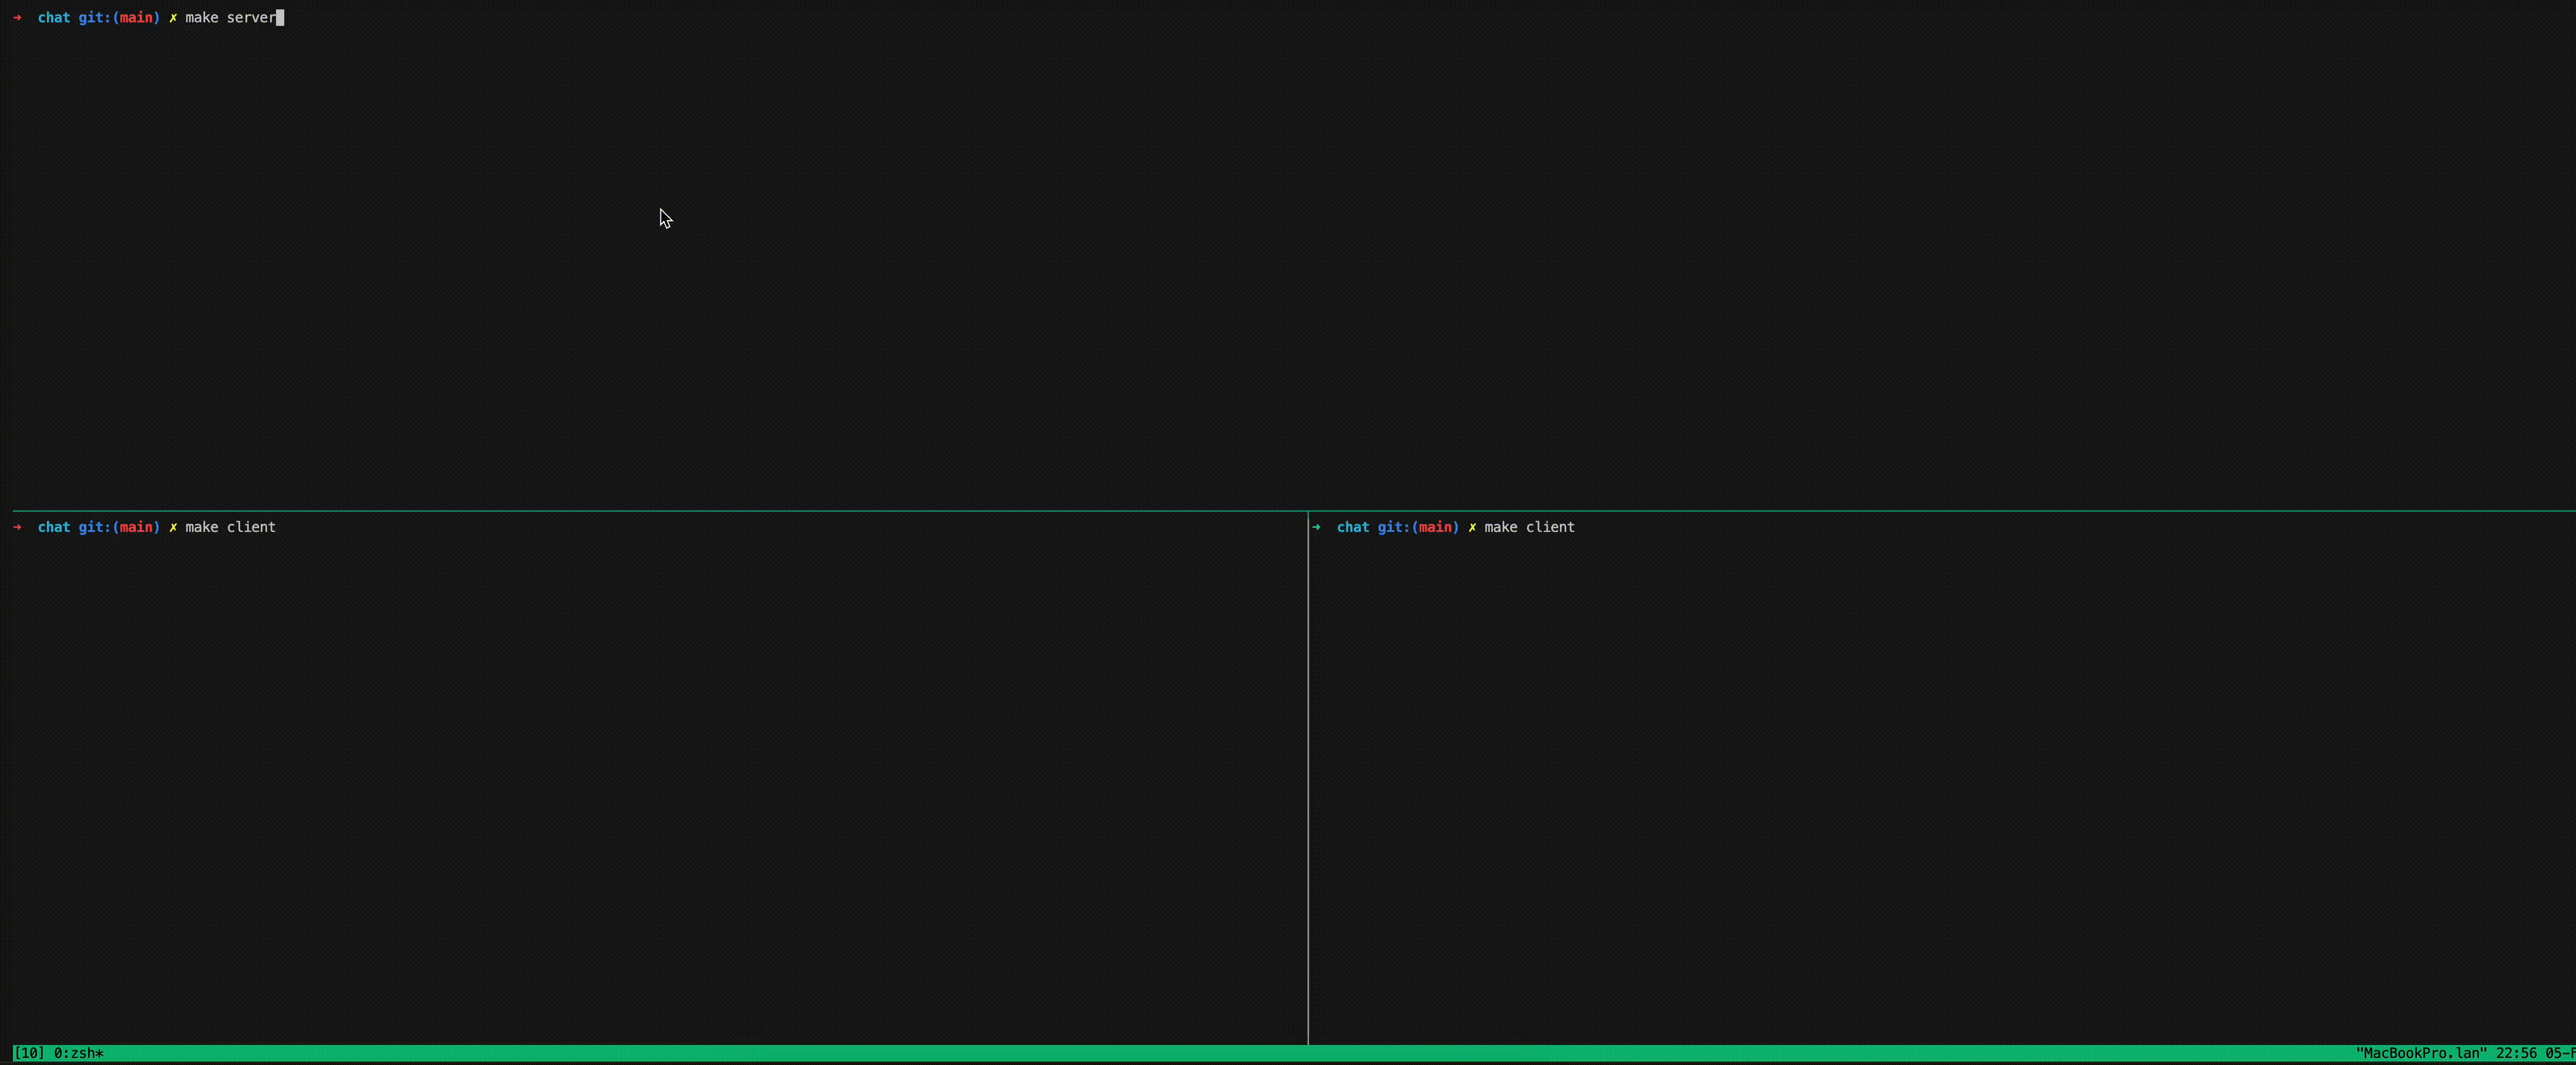 ➜  chat git:(main) ✗ make server
➜  chat git:(main) ✗ make client
➜  chat git:(main) ✗ make client
[10] 0:zsh*
"MacBookPro.lan" 22:56 05-F